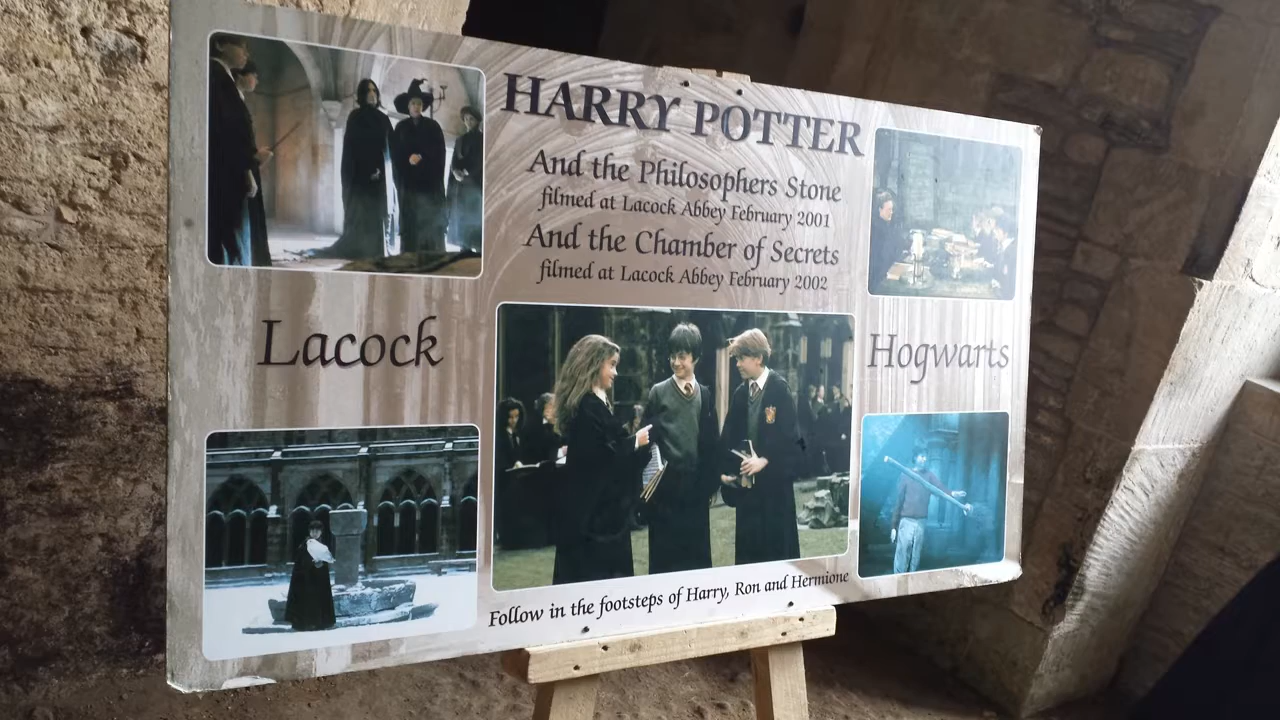 HARRY POTTER
And the Philosophers Stone
filmed at Lacock Abbey February 2001
And the Chamber of Secrets
filmed at Lacock Abbey February 2002
Lacock
Hogwarts
Follow in the footsteps of Harry, Ron and Hermione